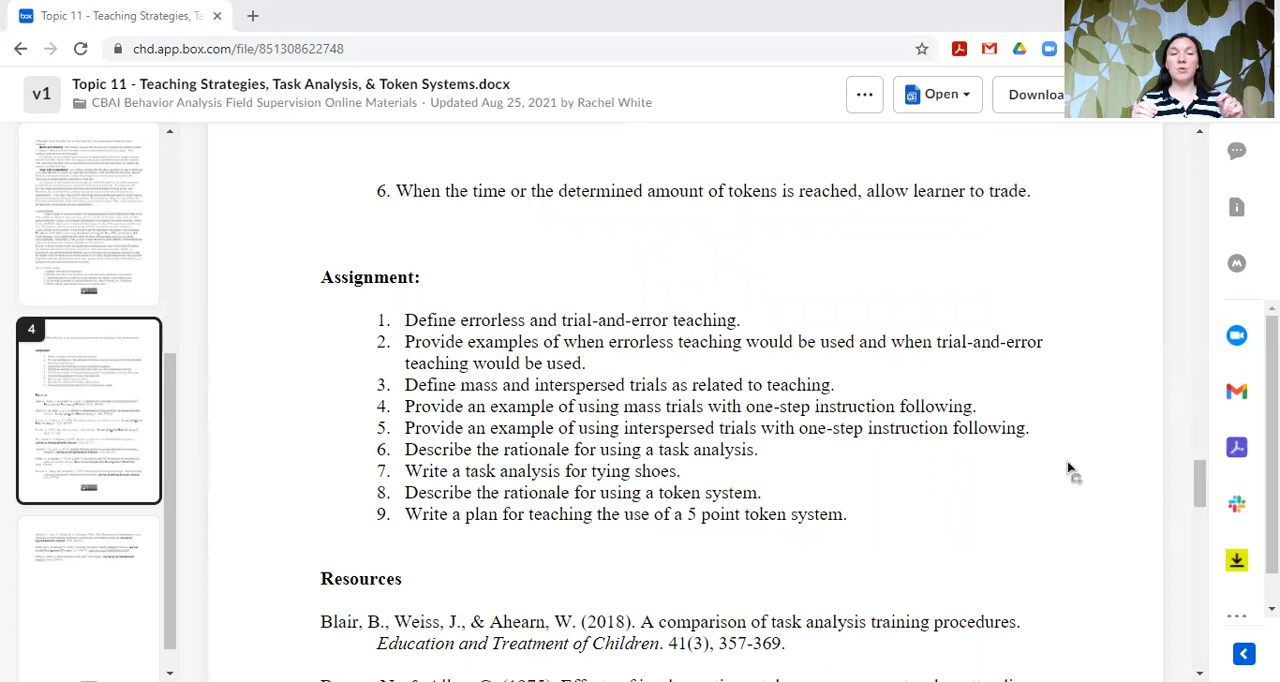 Topic 11 - Teaching Strategies, Ta
chd.app.box.com/file/851308622748
v1
Topic 11 - Teaching Strategies, Task Analysis, & Token Systems.docx
CBAI Behavior Analysis Field Supervision Online Materials · Updated Aug 25, 2021 by Rachel White
Open
Downloa
6. When the end or the determined amount of tokens is reached, allow learner to trade.
Assignment:
1. Define errorless and trial-and-error teaching.
2. Provide examples of when errorless teaching would be used and when trial-and-error
teaching would be used.
3. Define mass and interspersed trials as related to teaching.
4. Provide an example of using mass trials with one-step instruction following.
5. Provide an example of using interspersed trials with one-step instruction following.
6. Describe the rationale for using a task analysis.
7. Write a task analysis for tying shoes.
8. Describe the rationale for using a token system.
9. Write a plan for teaching the use of a 5 point token system.
Resources
Blair, B., Weiss, J., & Ahearn, W. (2018). A comparison of task analysis training procedures.
Education and Treatment of Children. 41(3), 357-369.
4